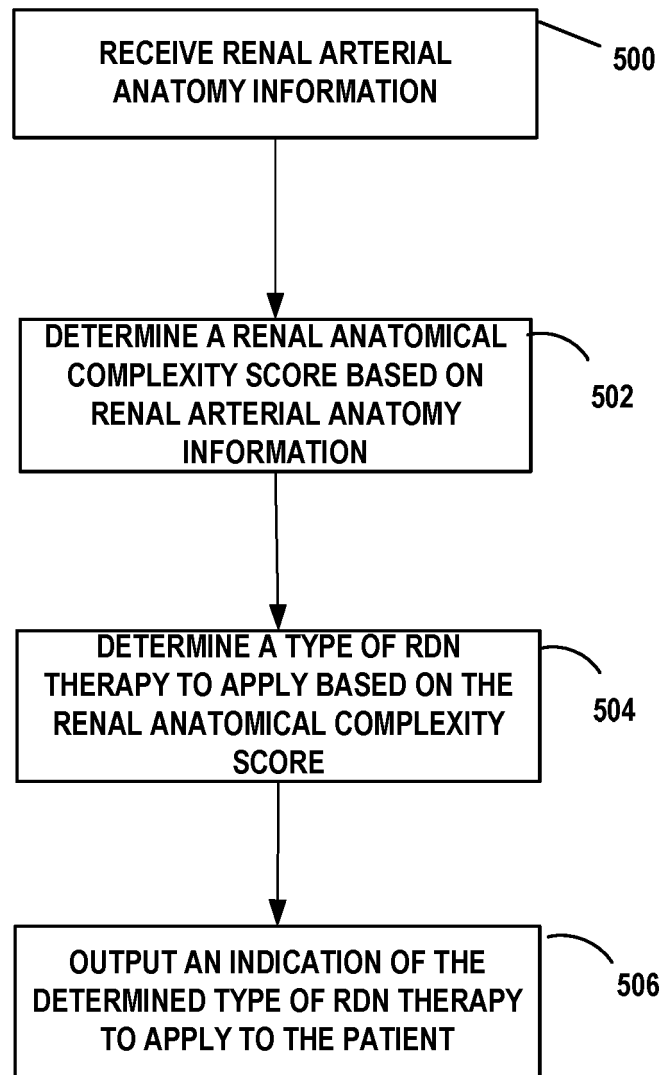 RECEIVE RENAL ARTERIAL
ANATOMY INFORMATION
500
DETERMINE A RENAL ANATOMICAL
COMPLEXITY SCORE BASED ON
RENAL ARTERIAL ANATOMY
INFORMATION
502
DETERMINE A TYPE OF RDN
THERAPY TO APPLY BASED ON THE
RENAL ANATOMICAL COMPLEXITY
SCORE
504
OUTPUT AN INDICATION OF THE
DETERMINED TYPE OF RDN THERAPY
TO APPLY TO THE PATIENT
506